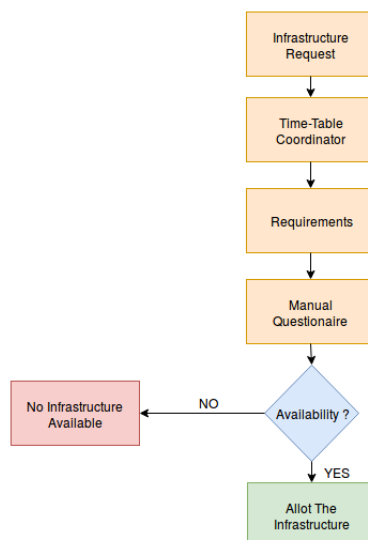 Infrastructure
Request
Time-Table
Coordinator
Requirements
Manual
Questionaire
Availability ?
NO
No Infrastructure
Available
YES
Allot The
Infrastructure